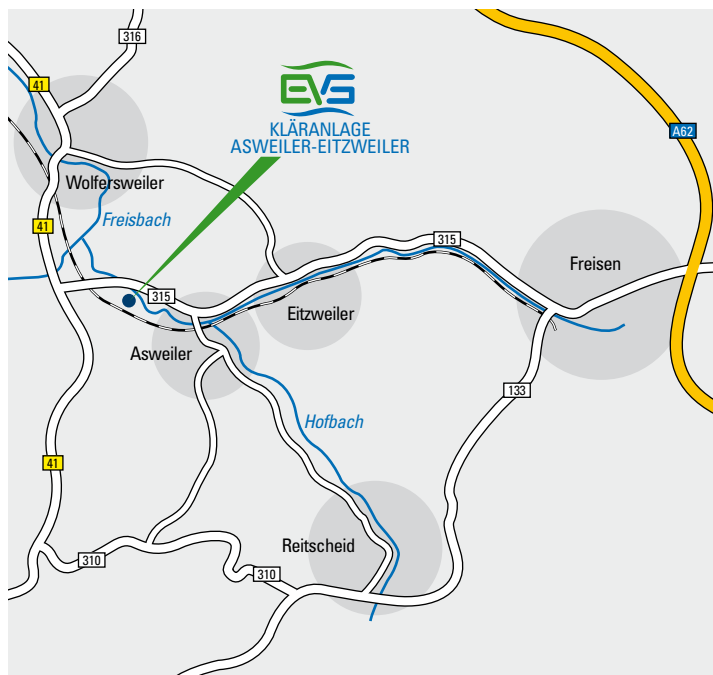 316
41
EVS
KLÄRANLAGE
ASWEILER-EITZWEILER
A62
Wolfersweiler
Freisbach
41
315
Freisen
315
Eitzweiler
Asweiler
133
Hofbach
41
Reitscheid
310
310